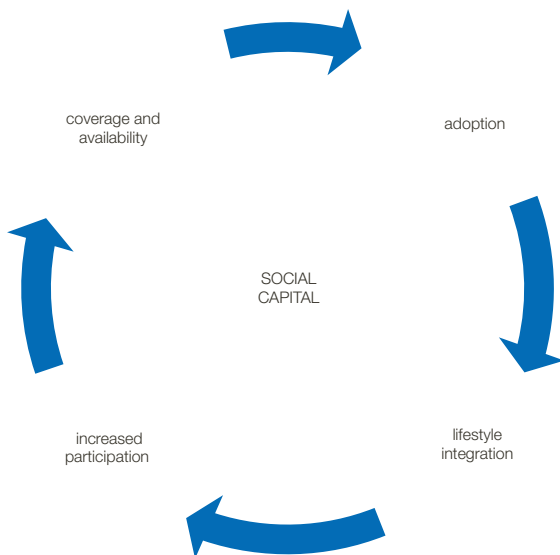 coverage and
availability
adoption
SOCIAL
CAPITAL
increased
participation
lifestyle
integration